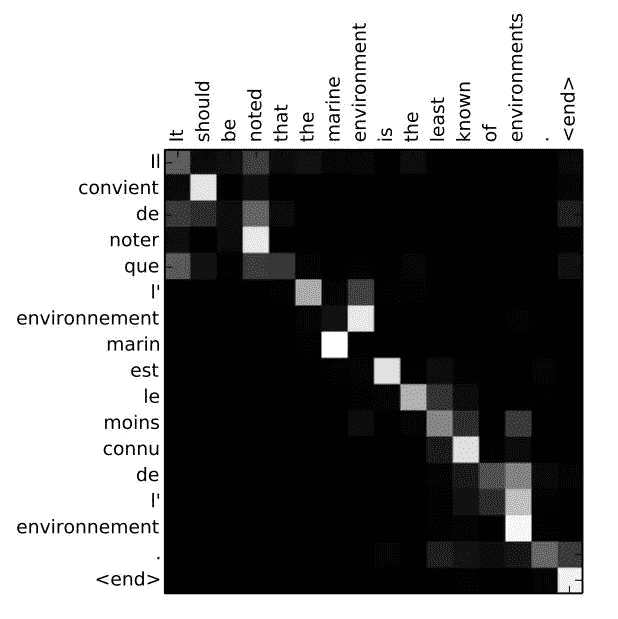 It should be noted that the marine environment is the least known of environments . <end>
Il
convient
de
noter
que
l'
environnement
marin
est
le
moins
connu
de
l'
environnement
.
<end>